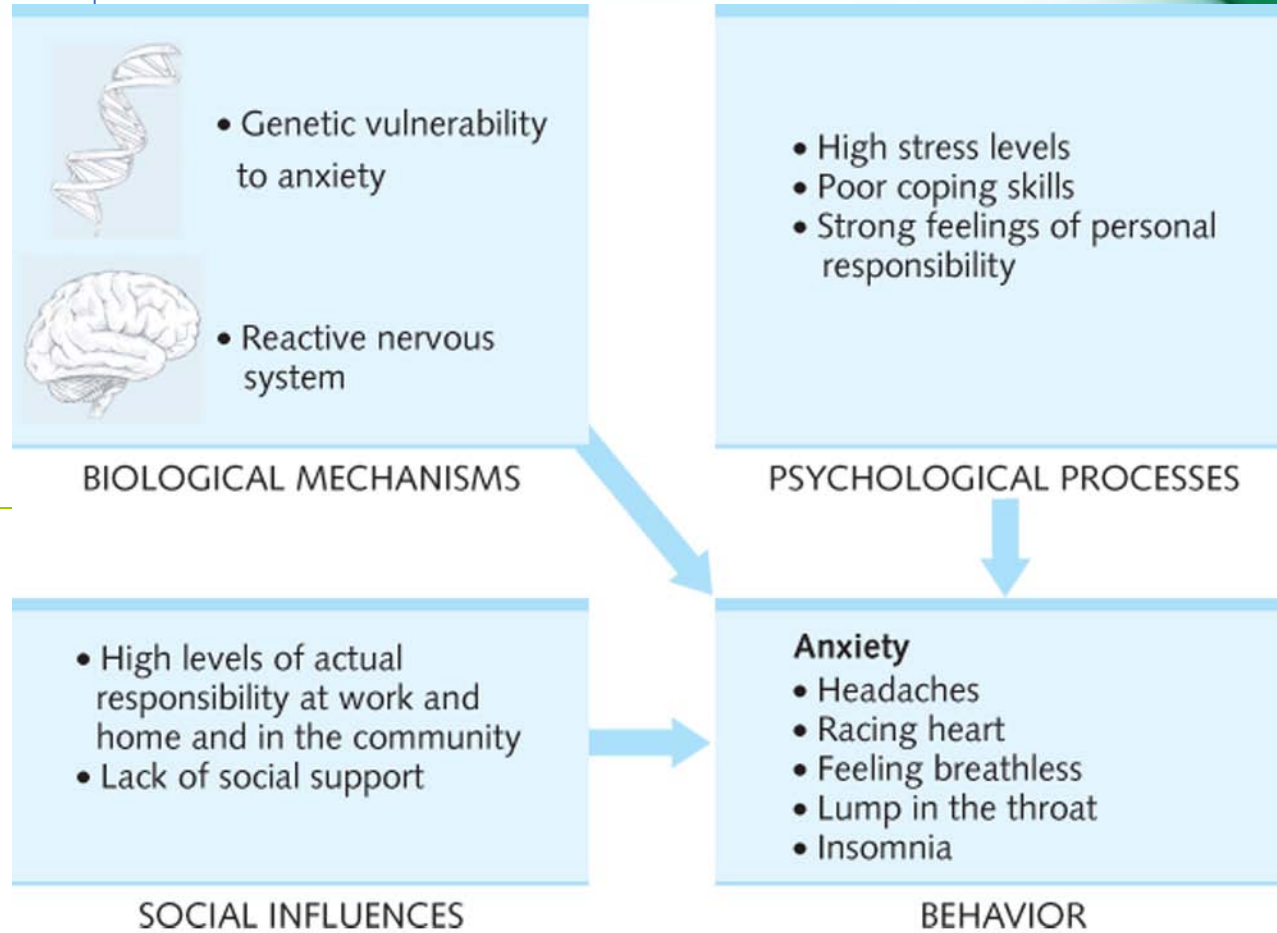 • Genetic vulnerability
to anxiety
• Reactive nervous
system
BIOLOGICAL MECHANISMS
• High stress levels
• Poor coping skills
• Strong feelings of personal
responsibility
PSYCHOLOGICAL PROCESSES
• High levels of actual
responsibility at work and
home and in the community
• Lack of social support
SOCIAL INFLUENCES
Anxiety
• Headaches
• Racing heart
• Feeling breathless
• Lump in the throat
• Insomnia
BEHAVIOR